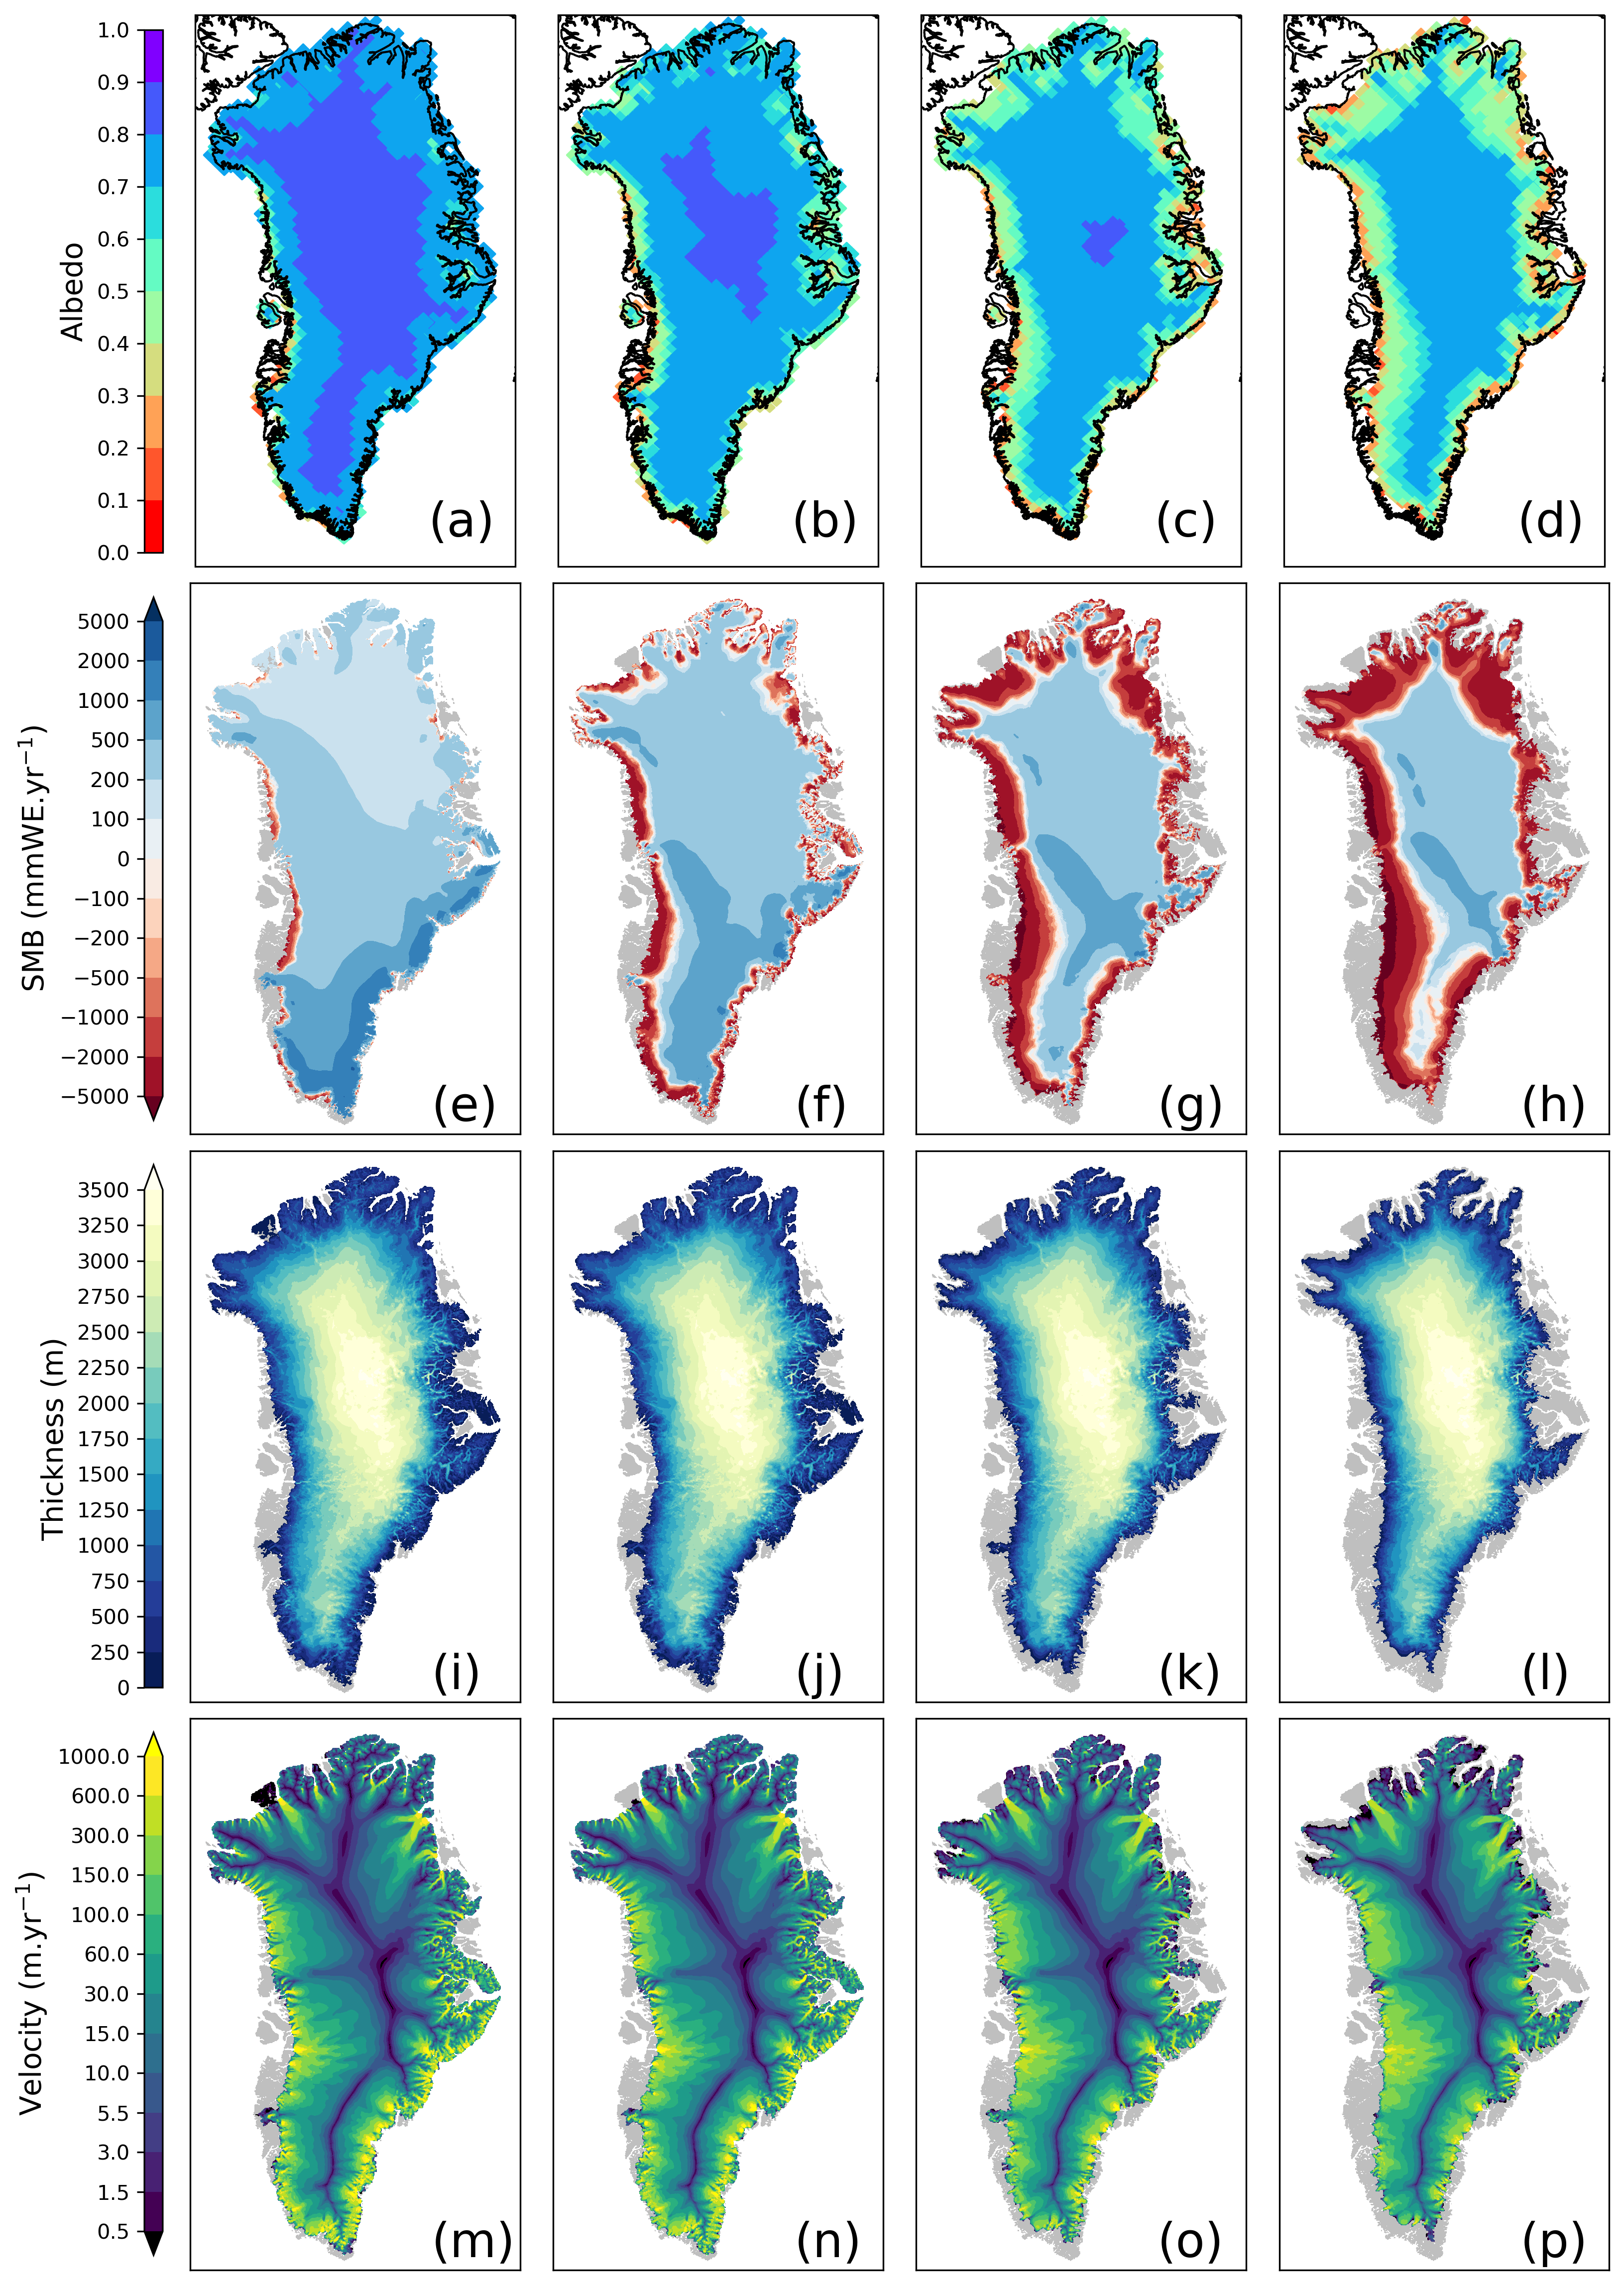 1.0
0.9
0.8
0.7
0.6
0.5
0.4
0.3
0.2
0.1
0.0
Albedo
(a)
(b)
(c)
(d)
5000
2000
1000
500
200
100
0
−100
−200
−500
−1000
−2000
−5000
SMB (mmWE.yr⁻¹)
(e)
(f)
(g)
(h)
3500
3250
3000
2750
2500
2250
2000
1750
1500
1250
1000
750
500
250
0
Thickness (m)
(i)
(j)
(k)
(l)
1000.0
600.0
300.0
150.0
100.0
60.0
30.0
15.0
10.0
5.5
3.0
1.5
0.5
Velocity (m.yr⁻¹)
(m)
(n)
(o)
(p)